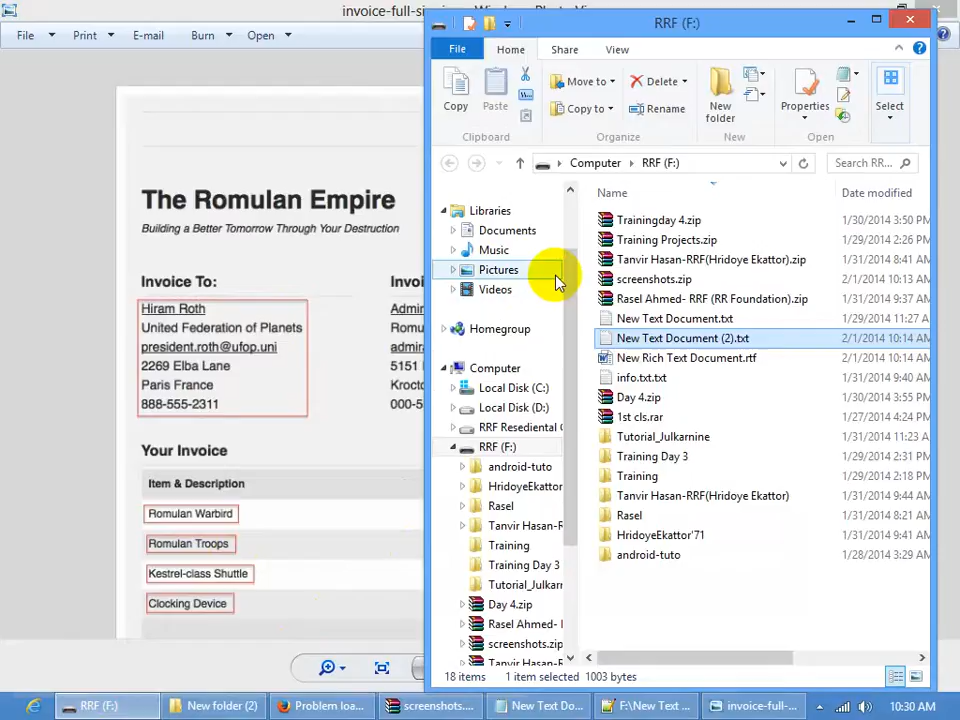 invoice-full-si
RRF (F:)
File
Print
E-mail
Burn
Open
File
Home
Share
View
Copy
Paste
Move to
Copy to
Delete
Rename
New folder
Properties
Select
Clipboard
Organize
New
Open
Computer
RRF (F:)
Search RR...
Name
Date modified
Libraries
Documents
Music
Pictures
Videos
Homegroup
Computer
Local Disk (C:)
Local Disk (D:)
RRF Resediental
RRF (F:)
android-tuto
HridoyeEkattor
Rasel
Tanvir Hasan-R
Training
Training Day 3
Tutorial_Julkarn
Day 4.zip
Rasel Ahmed-
screenshots.zip
Tanvir Hasan-R
Trainingday 4.zip 1/30/2014 3:50 PM
Training Projects.zip 1/29/2014 2:26 PM
Tanvir Hasan-RRF(Hridoye Ekattor).zip 1/31/2014 8:41 AM
screenshots.zip 2/1/2014 10:13 AM
Rasel Ahmed- RRF (RR Foundation).zip 1/31/2014 9:37 AM
New Text Document.txt 1/29/2014 11:27
New Text Document (2).txt 2/1/2014 10:14 AM
New Rich Text Document.rtf 2/1/2014 10:14 AM
info.txt.txt 1/31/2014 9:40 AM
Day 4.zip 1/30/2014 3:55 PM
1st cls.rar 1/27/2014 4:24 PM
Tutorial_Julkarnine 1/31/2014 11:23
Training Day 3 1/29/2014 2:31 PM
Training 1/29/2014 2:18 PM
Tanvir Hasan-RRF(Hridoye Ekattor) 1/31/2014 9:44 AM
Rasel 1/31/2014 8:21 AM
HridoyeEkattor'71 1/31/2014 9:41 AM
android-tuto 1/28/2014 3:29 AM
18 items 1 item selected 1003 bytes
The Romulan Empire
Building a Better Tomorrow Through Your Destruction
Invoice To:
Hiram Roth
United Federation of Planets
president.roth@ufop.uni
2269 Elba Lane
Paris France
888-555-2311
Invo
Admir
Romu
admira
5151
Krocto
000-5
Your Invoice
Item & Description
Romulan Warbird
Romulan Troops
Kestrel-class Shuttle
Clocking Device
RRF (F:)
New folder (2)
Problem loa...
screenshots....
New Text Do...
F:\New Text ...
invoice-full-...
10:30 AM